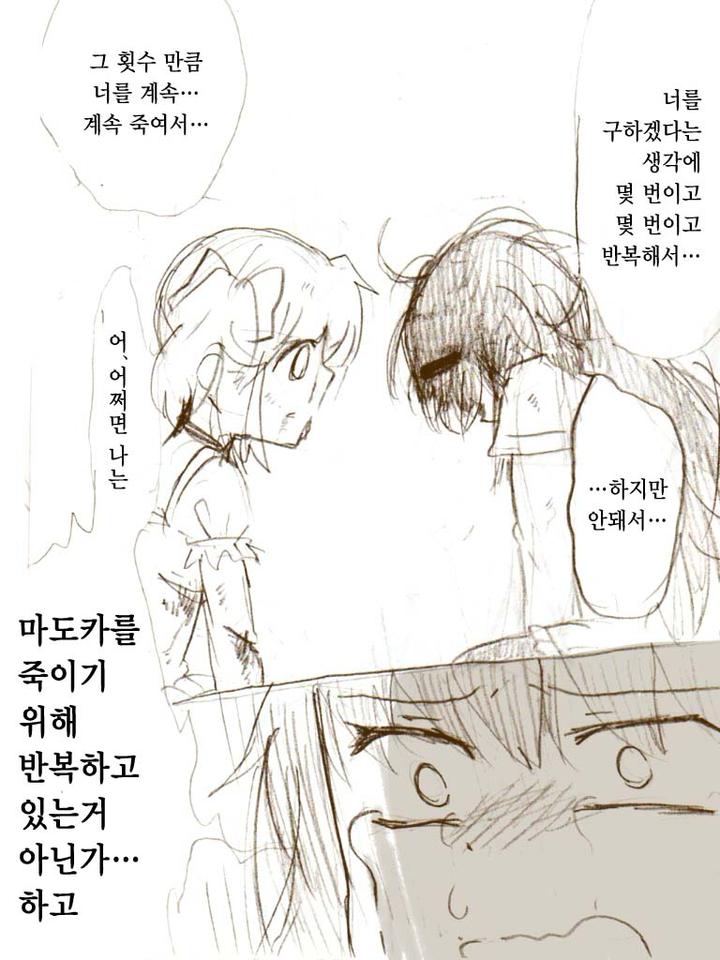 너를
구하겠다는
생각에
몇 번이고
몇 번이고
반복해서…
…하지만
안돼서…
그 횟수 만큼
너를 계속…
계속 죽여서…
어, 어쩌면 나는
마도카를
죽이기
위해
반복하고
있는거
아닌가…
하고